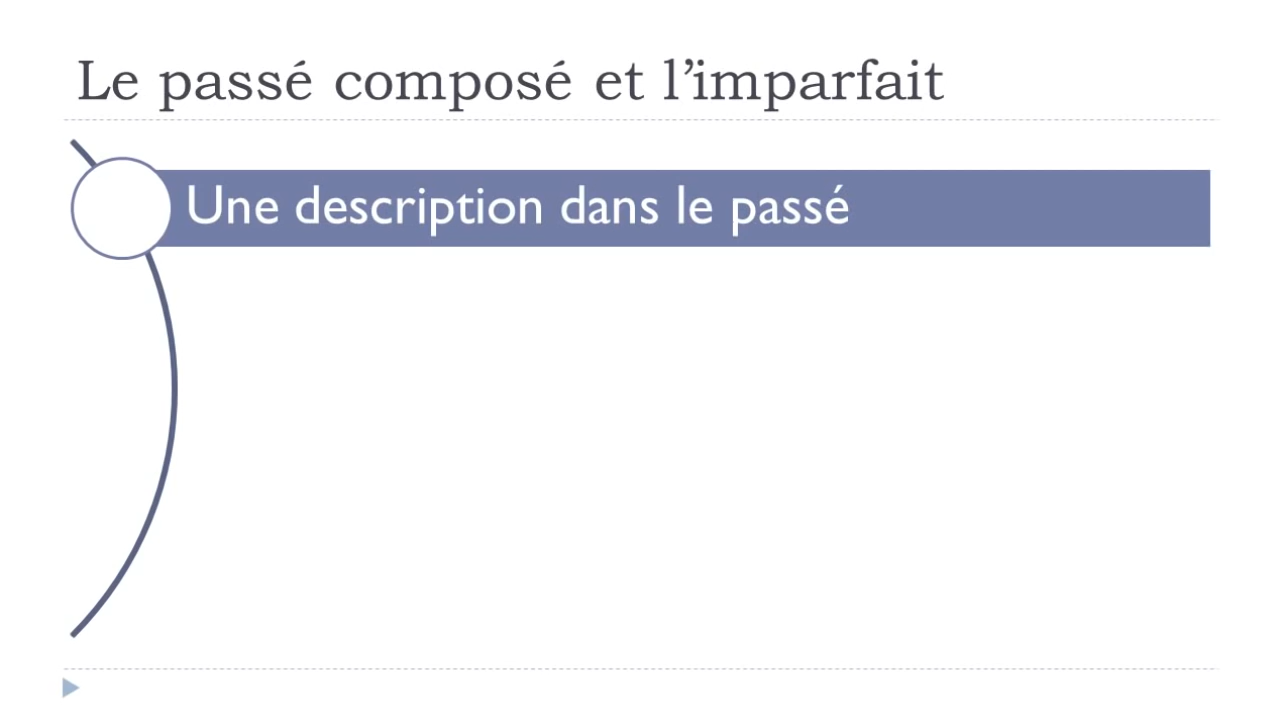 Le passé composé et l’imparfait
Une description dans le passé